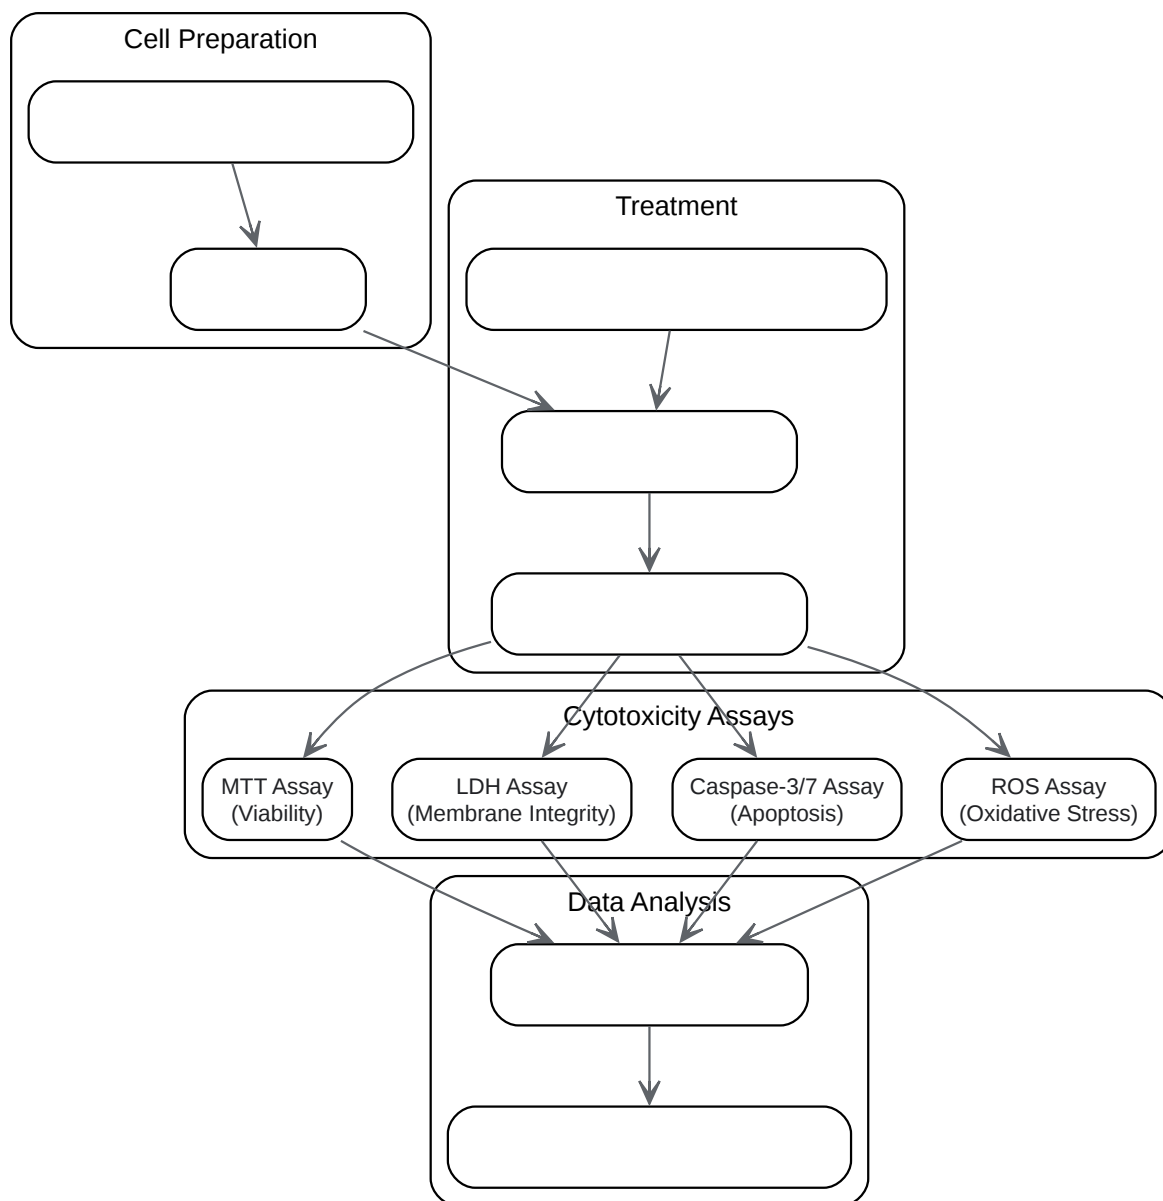 Cell Preparation
Treatment
Cytotoxicity Assays
MTT Assay
(Viability)
LDH Assay
(Membrane Integrity)
Caspase-3/7 Assay
(Apoptosis)
ROS Assay
(Oxidative Stress)
Data Analysis